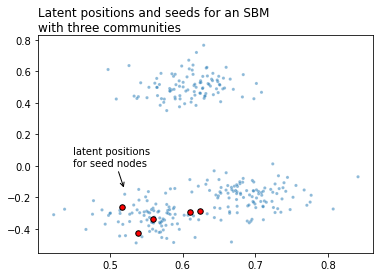 Latent positions and seeds for an SBM
with three communities
0.8
0.6
0.4
0.2
0.0
−0.2
−0.4
latent positions
for seed nodes
0.5 0.6 0.7 0.8